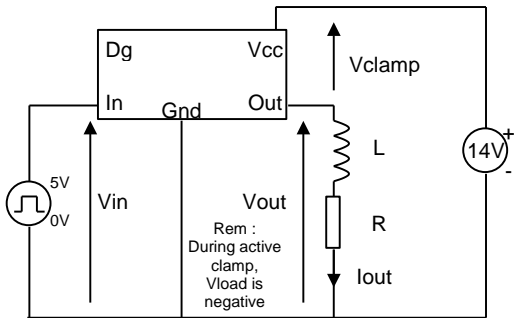 Dg
Vcc
Vclamp
In
Gnd
Out
+
14V
-
L
5V
0V
Vin
Vout
R
Rem :
During active
clamp,
Vload is
negative
Iout